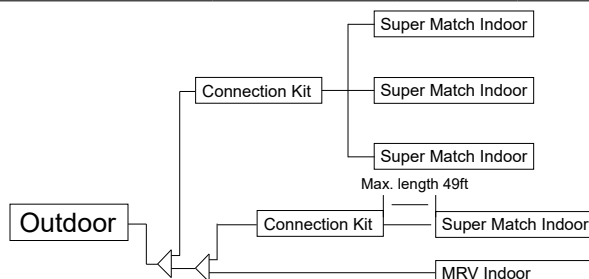 Super Match Indoor
Connection Kit
Super Match Indoor
Super Match Indoor
Max. length 49ft
Outdoor
Connection Kit
Super Match Indoor
MRV Indoor